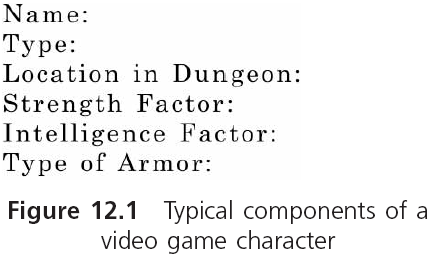 Name:
Type:
Location in Dungeon:
Strength Factor:
Intelligence Factor:
Type of Armor:
Figure 12.1 Typical components of a
video game character